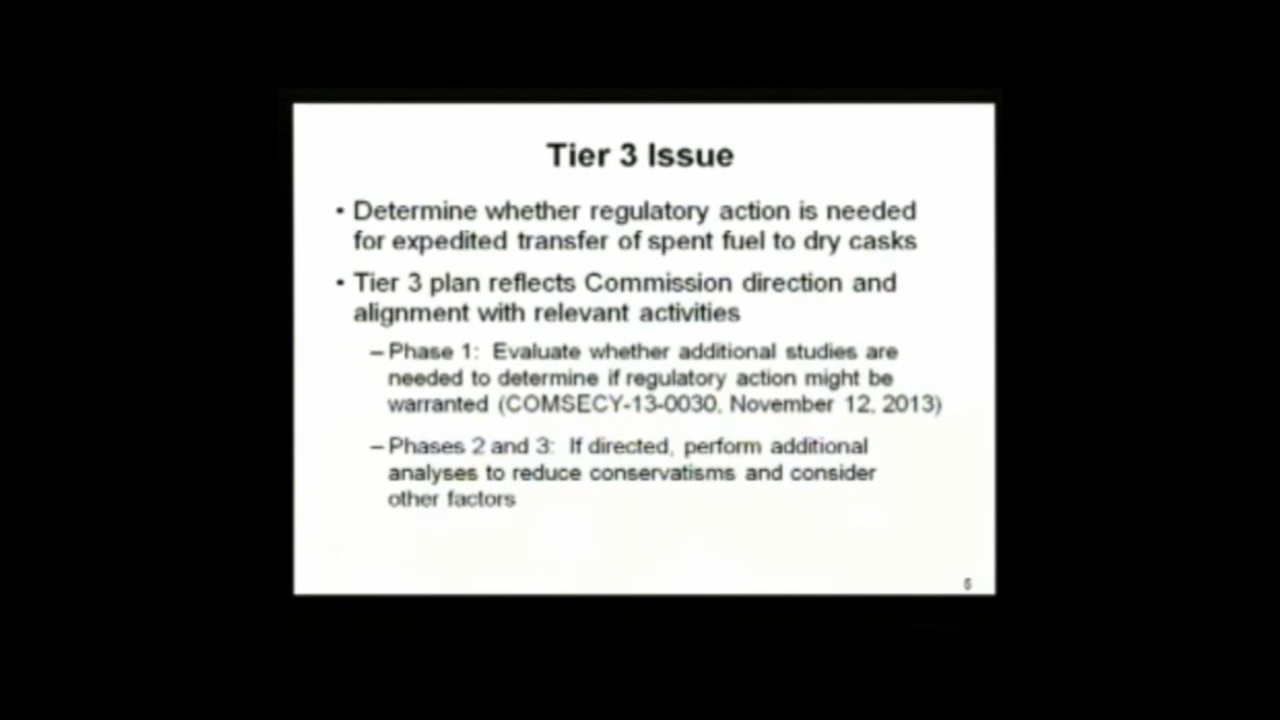 Tier 3 Issue
• Determine whether regulatory action is needed
for expedited transfer of spent fuel to dry casks
• Tier 3 plan reflects Commission direction and
alignment with relevant activities
– Phase 1: Evaluate whether additional studies are
needed to determine if regulatory action might be
warranted (COMSECY-13-0030, November 12, 2013)
– Phases 2 and 3: If directed, perform additional
analyses to reduce conservatisms and consider
other factors